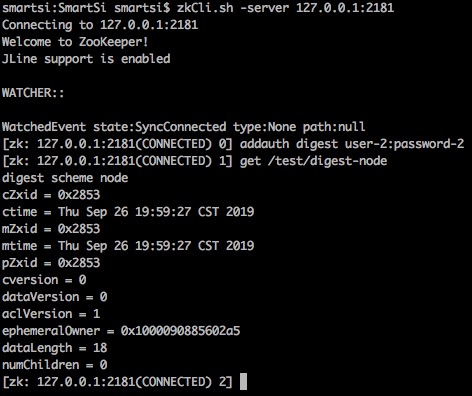 smartsi:SmartSi smartsi$ zkCli.sh -server 127.0.0.1:2181
Connecting to 127.0.0.1:2181
Welcome to ZooKeeper!
JLine support is enabled
WATCHER::
WatchedEvent state:SyncConnected type:None path:null
[zk: 127.0.0.1:2181(CONNECTED) 0] addauth digest user-2:password-2
[zk: 127.0.0.1:2181(CONNECTED) 1] get /test/digest-node
digest scheme node
cZxid = 0x2853
ctime = Thu Sep 26 19:59:27 CST 2019
mZxid = 0x2853
mtime = Thu Sep 26 19:59:27 CST 2019
pZxid = 0x2853
cversion = 0
dataVersion = 0
aclVersion = 1
ephemeralOwner = 0x1000090885602a5
dataLength = 18
numChildren = 0
[zk: 127.0.0.1:2181(CONNECTED) 2]